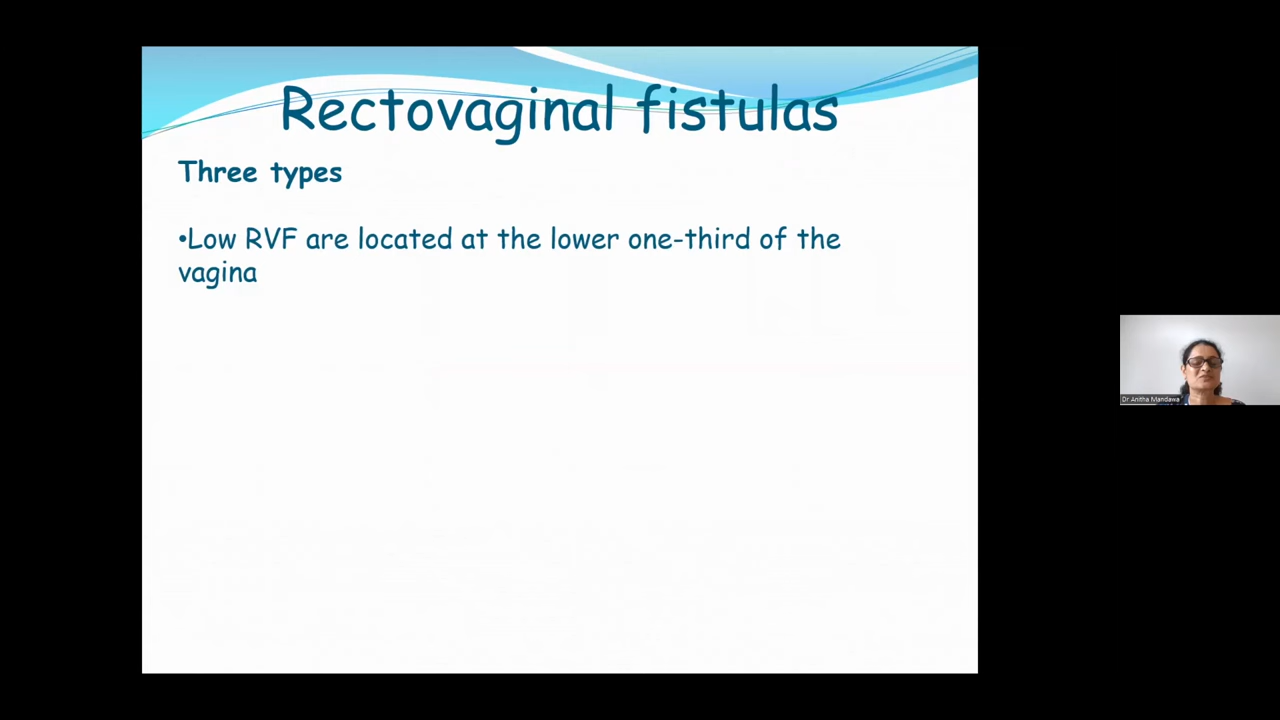 Rectovaginal fistulas
Three types
•Low RVF are located at the lower one-third of the
vagina
Dr Anitha Mandawa